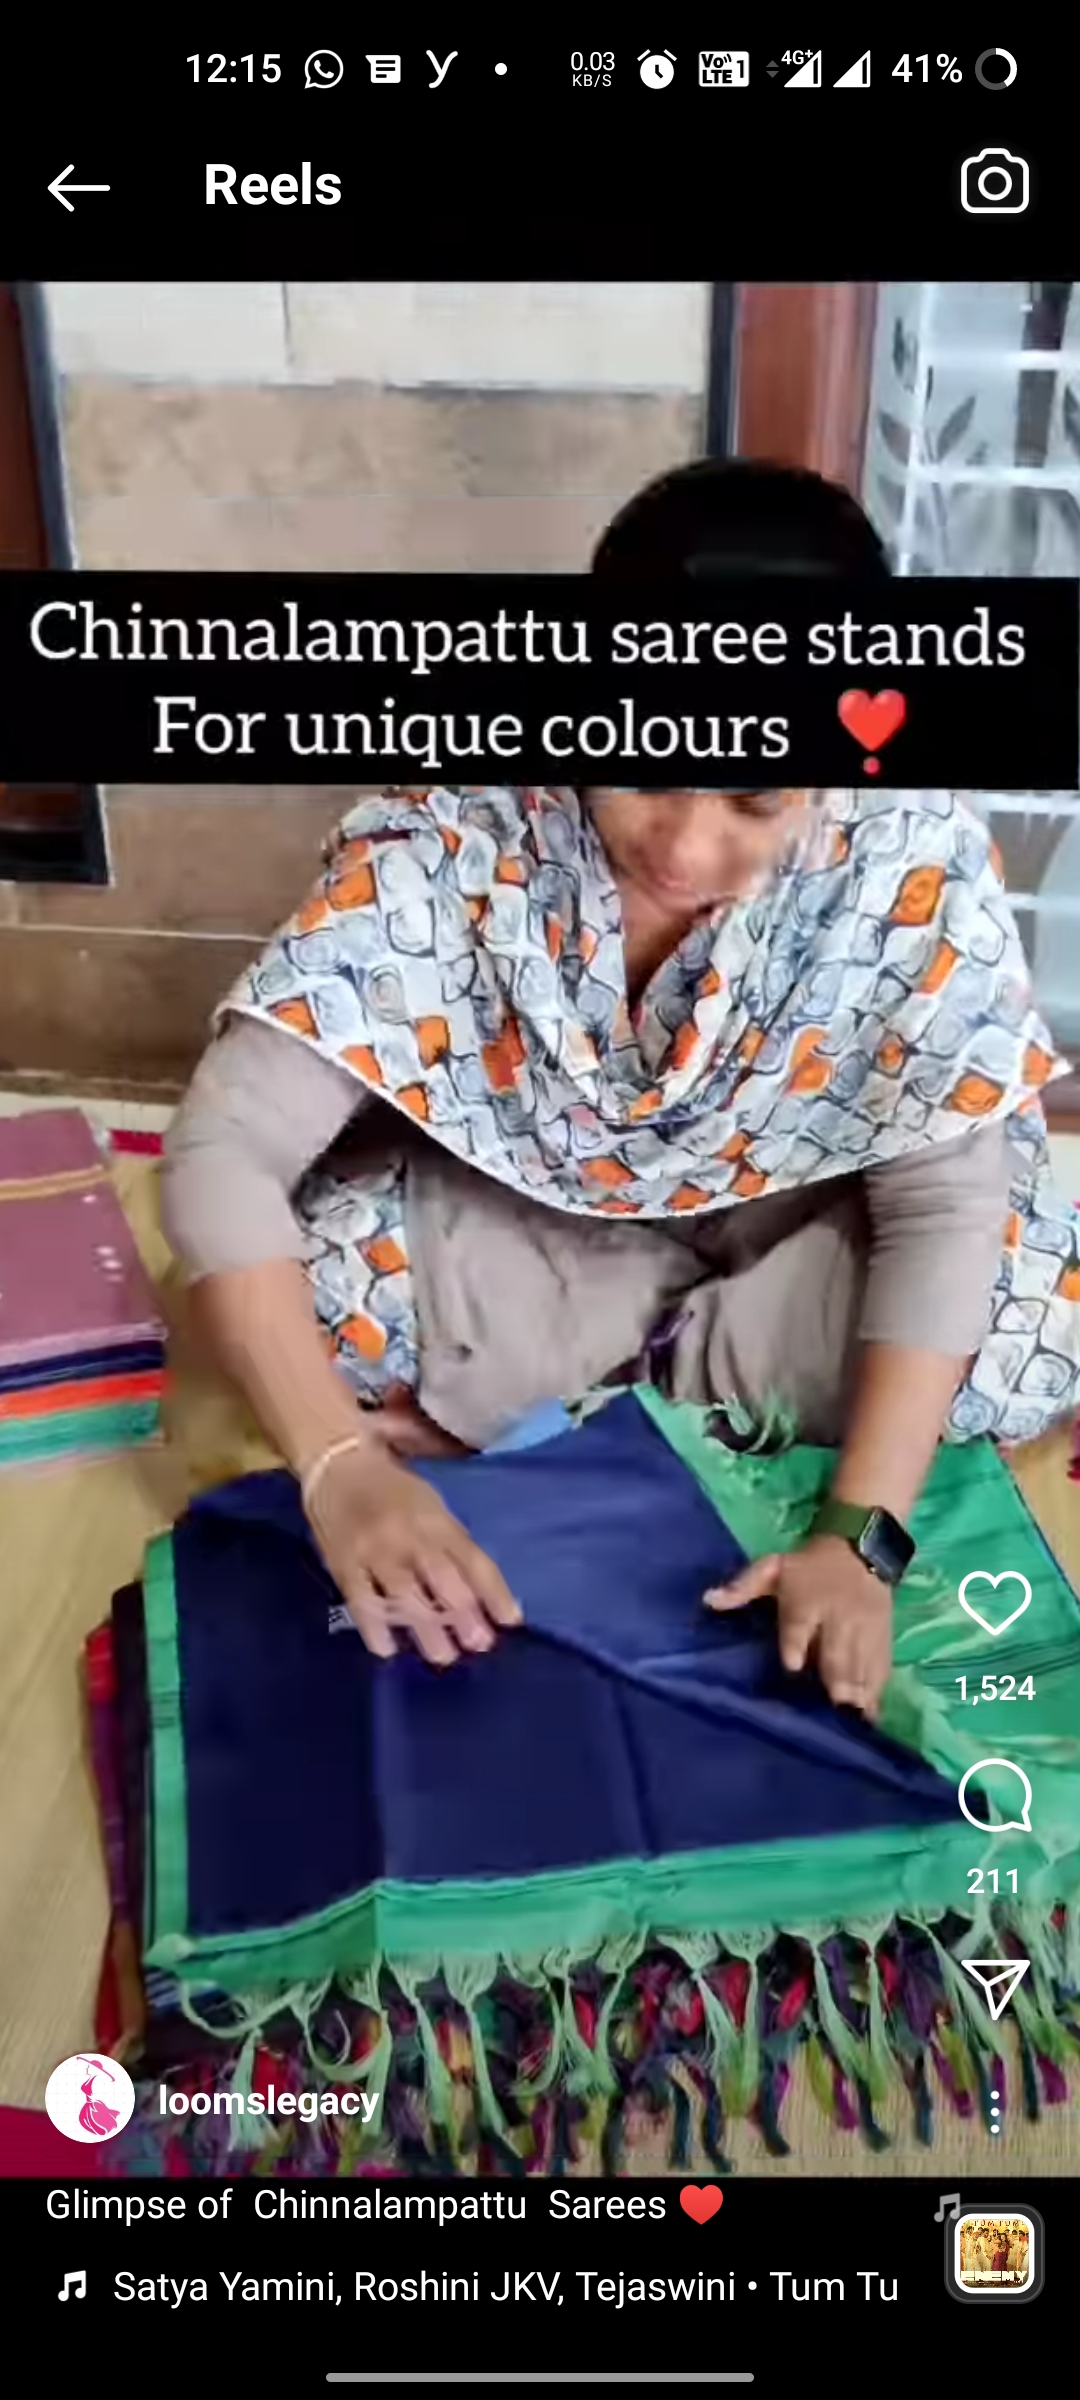 12:15
0.03
KB/S
Vo))
LTE 1
4G+
41%
Reels
Chinnalampattu saree stands
For unique colours ❣️
1,524
211
loomslegacy
Glimpse of Chinnalampattu Sarees ♥️
Satya Yamini, Roshini JKV, Tejaswini • Tum Tu
ENEMY